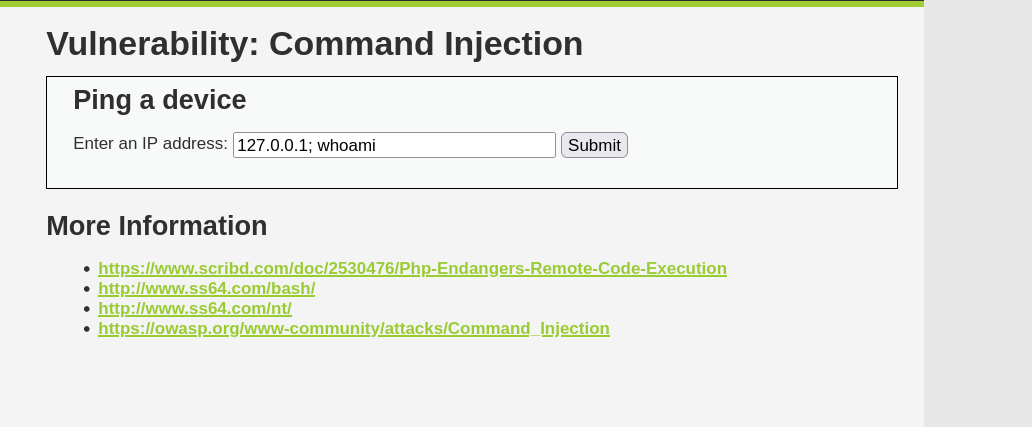 Vulnerability: Command Injection
Ping a device
Enter an IP address: 127.0.0.1; whoami Submit
More Information
• https://www.scribd.com/doc/2530476/Php-Endangers-Remote-Code-Execution
• http://www.ss64.com/bash/
• http://www.ss64.com/nt/
• https://owasp.org/www-community/attacks/Command_Injection